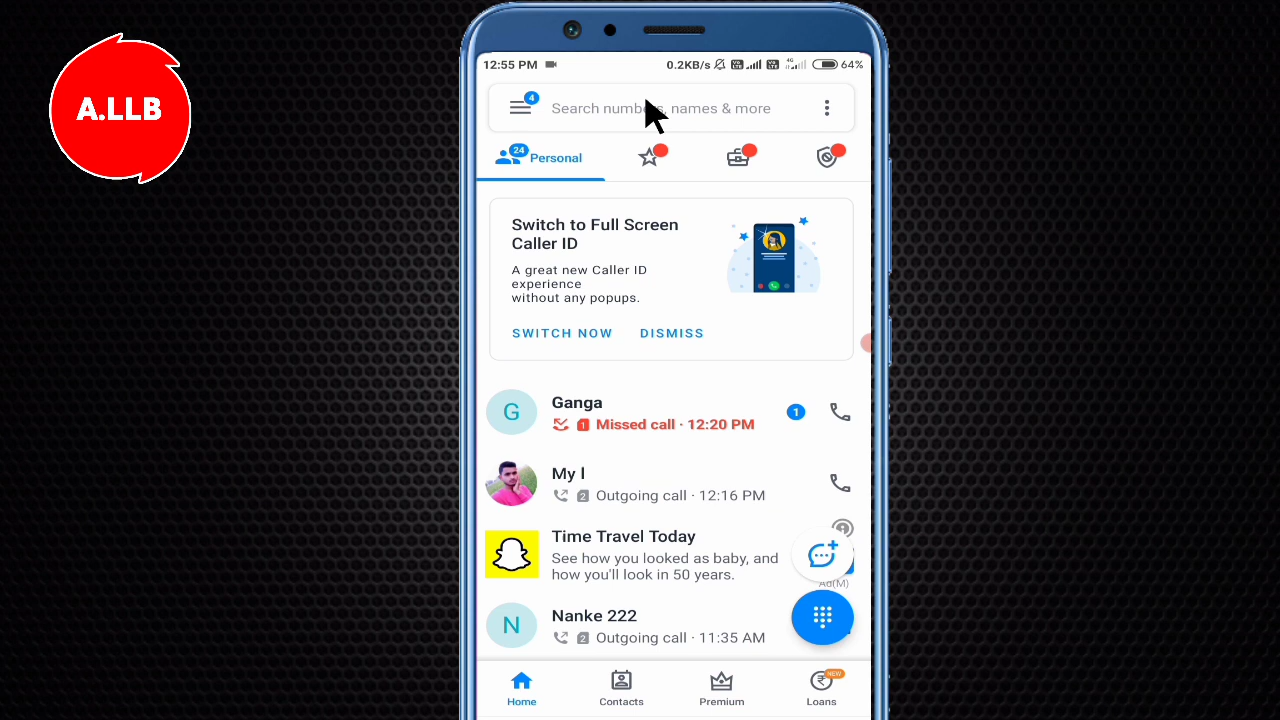 A.LLB
12:55 PM
0.2KB/s
64%
4
Search numbers, names & more
24
Personal
Switch to Full Screen
Caller ID
A great new Caller ID
experience
without any popups.
SWITCH NOW DISMISS
G
Ganga
1 Missed call · 12:20 PM
1
My l
2 Outgoing call · 12:16 PM
Time Travel Today
See how you looked as baby, and
how you'll look in 50 years.
Ad(M)
N
Nanke 222
2 Outgoing call · 11:35 AM
NEW
Home Contacts Premium Loans